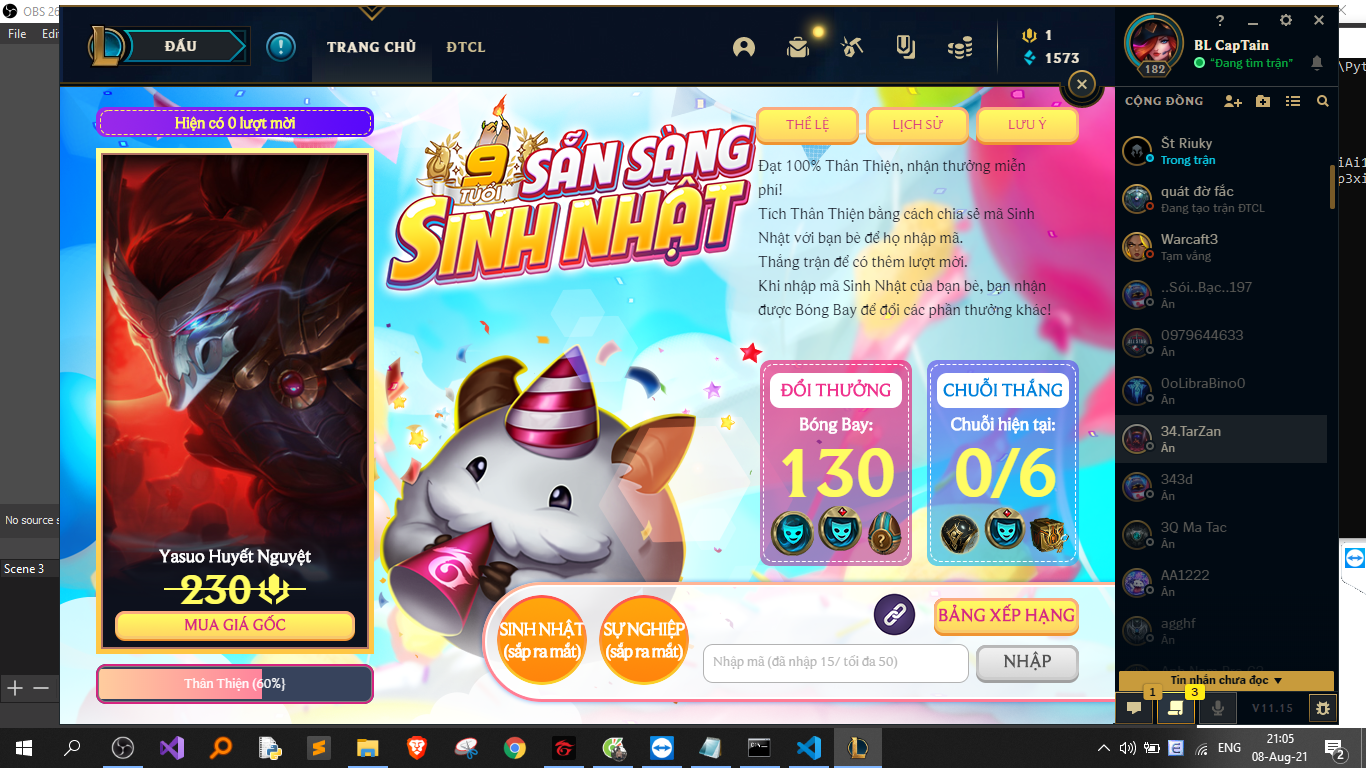 OBS 26
File
Edi
ĐẤU
TRANG CHỦ
ĐTCL
1
1573
182
BL CapTain
"Đang tìm trận"
\Pyt
Hiện có 0 lượt mời
9
TUỔI
SẴN SÀNG
SINH NHẬT
THỂ LỆ
LỊCH SỬ
LƯU Ý
Đạt 100% Thân Thiện, nhận thưởng miễn
phí!
Tích Thân Thiện bằng cách chia sẻ mã Sinh
Nhật với bạn bè để họ nhập mã.
Thắng trận để có thêm lượt mời.
Khi nhập mã Sinh Nhật của bạn bè, bạn nhận
được Bóng Bay để đổi các phần thưởng khác!
CỘNG ĐỒNG
Št Riuky
Trong trận
quát đờ fắc
Đang tạo trận ĐTCL
Warcaft3
Tạm vắng
..Sói..Bạc..197
Ẩn
0979644633
Ẩn
0oLibraBino0
Ẩn
34.TarZan
Ẩn
343d
Ẩn
3Q Ma Tac
Ẩn
AA1222
Ẩn
agghf
Ẩn
iAi1
p3xi
ĐỔI THƯỞNG
Bóng Bay:
130
CHUỖI THẮNG
Chuỗi hiện tại:
0/6
Yasuo Huyết Nguyệt
230
MUA GIÁ GỐC
Thân Thiện (60%}
SINH NHẬT
(sắp ra mắt)
SỰ NGHIỆP
(sắp ra mắt)
BẢNG XẾP HẠNG
Nhập mã (đã nhập 15/ tối đa 50)
NHẬP
No source s
Scene 3
Tin nhắn chưa đọc
1
3
V11.15
ENG
21:05
08-Aug-21
2